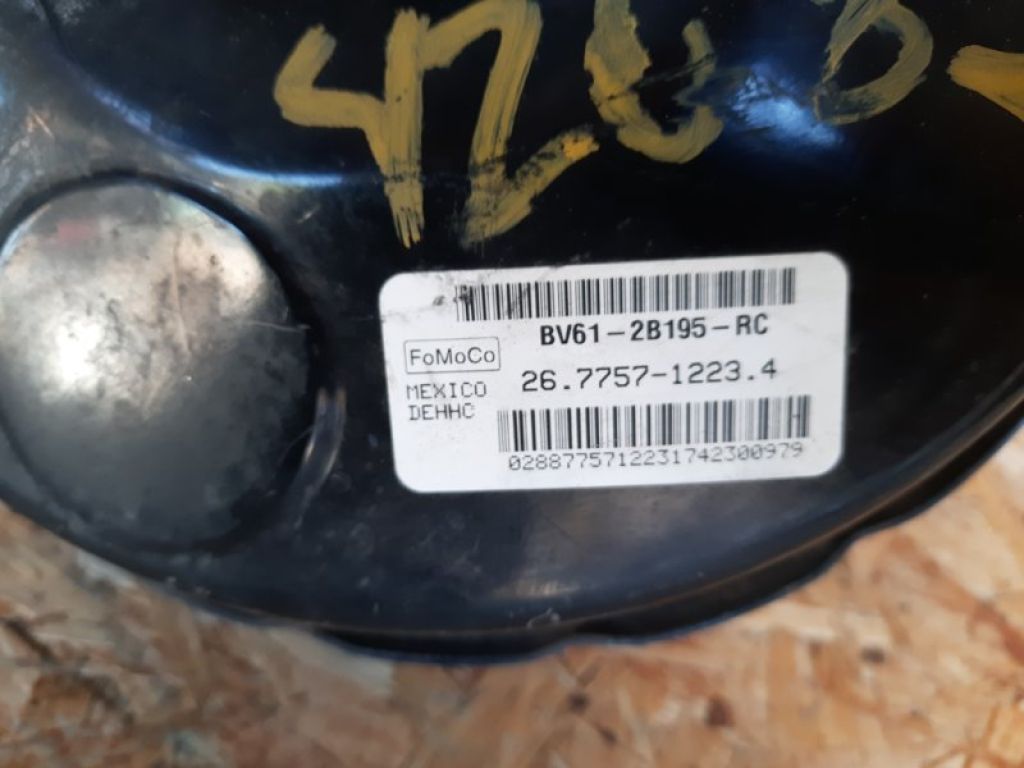 BV61-2B195-RC
FoMoCo
26.7757-1223.4
MEXICO
DEHHC
0288775712231742300979